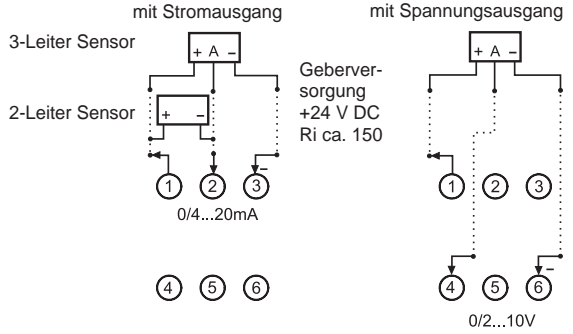 mit Stromausgang
mit Spannungsausgang
3-Leiter Sensor
+ A –
+ A –
2-Leiter Sensor
+ –
Geberver-
sorgung
+24 V DC
Ri ca. 150
–
1 2 3
1 2 3
0/4...20mA
–
4 5 6
4 5 6
0/2...10V